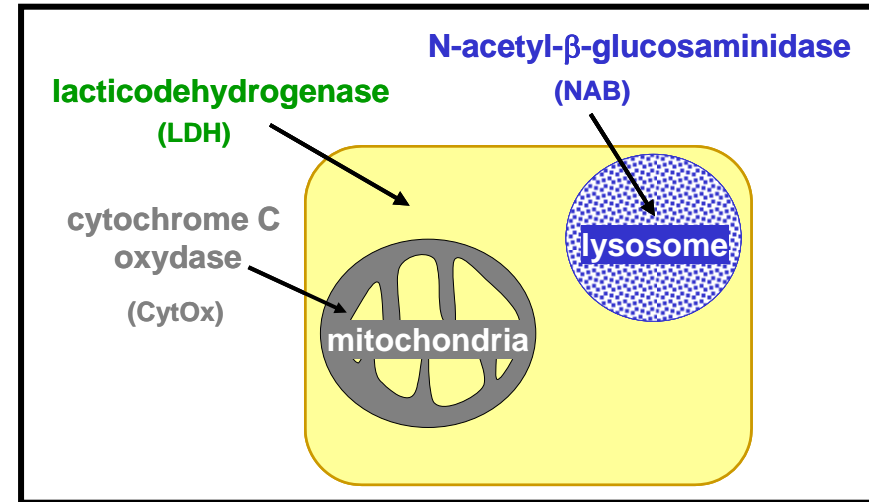 N-acetyl-β-glucosaminidase
(NAB)
lacticodehydrogenase
(LDH)
cytochrome C
oxydase
(CytOx)
lysosome
mitochondria